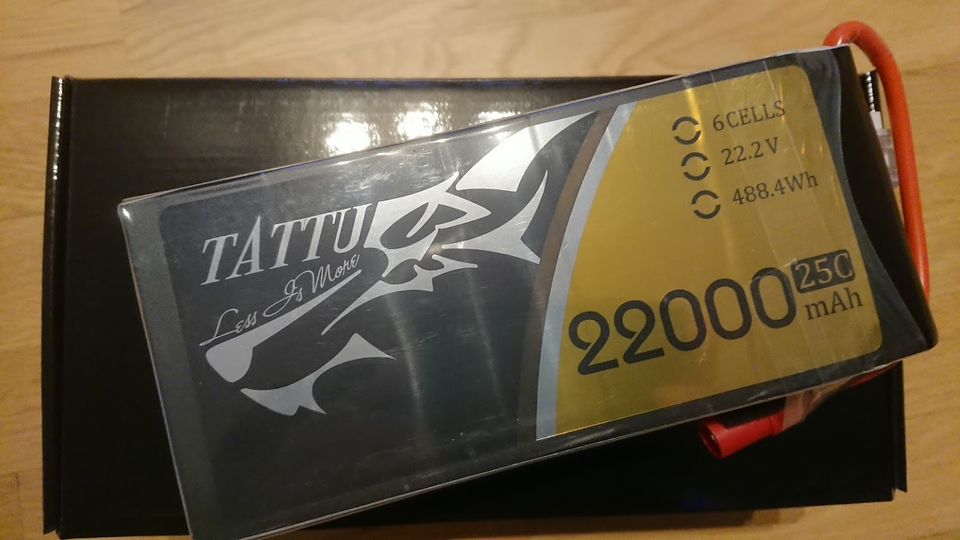 TATTU
Less Is More
6CELLS
22.2V
488.4Wh
22000 25C
mAh